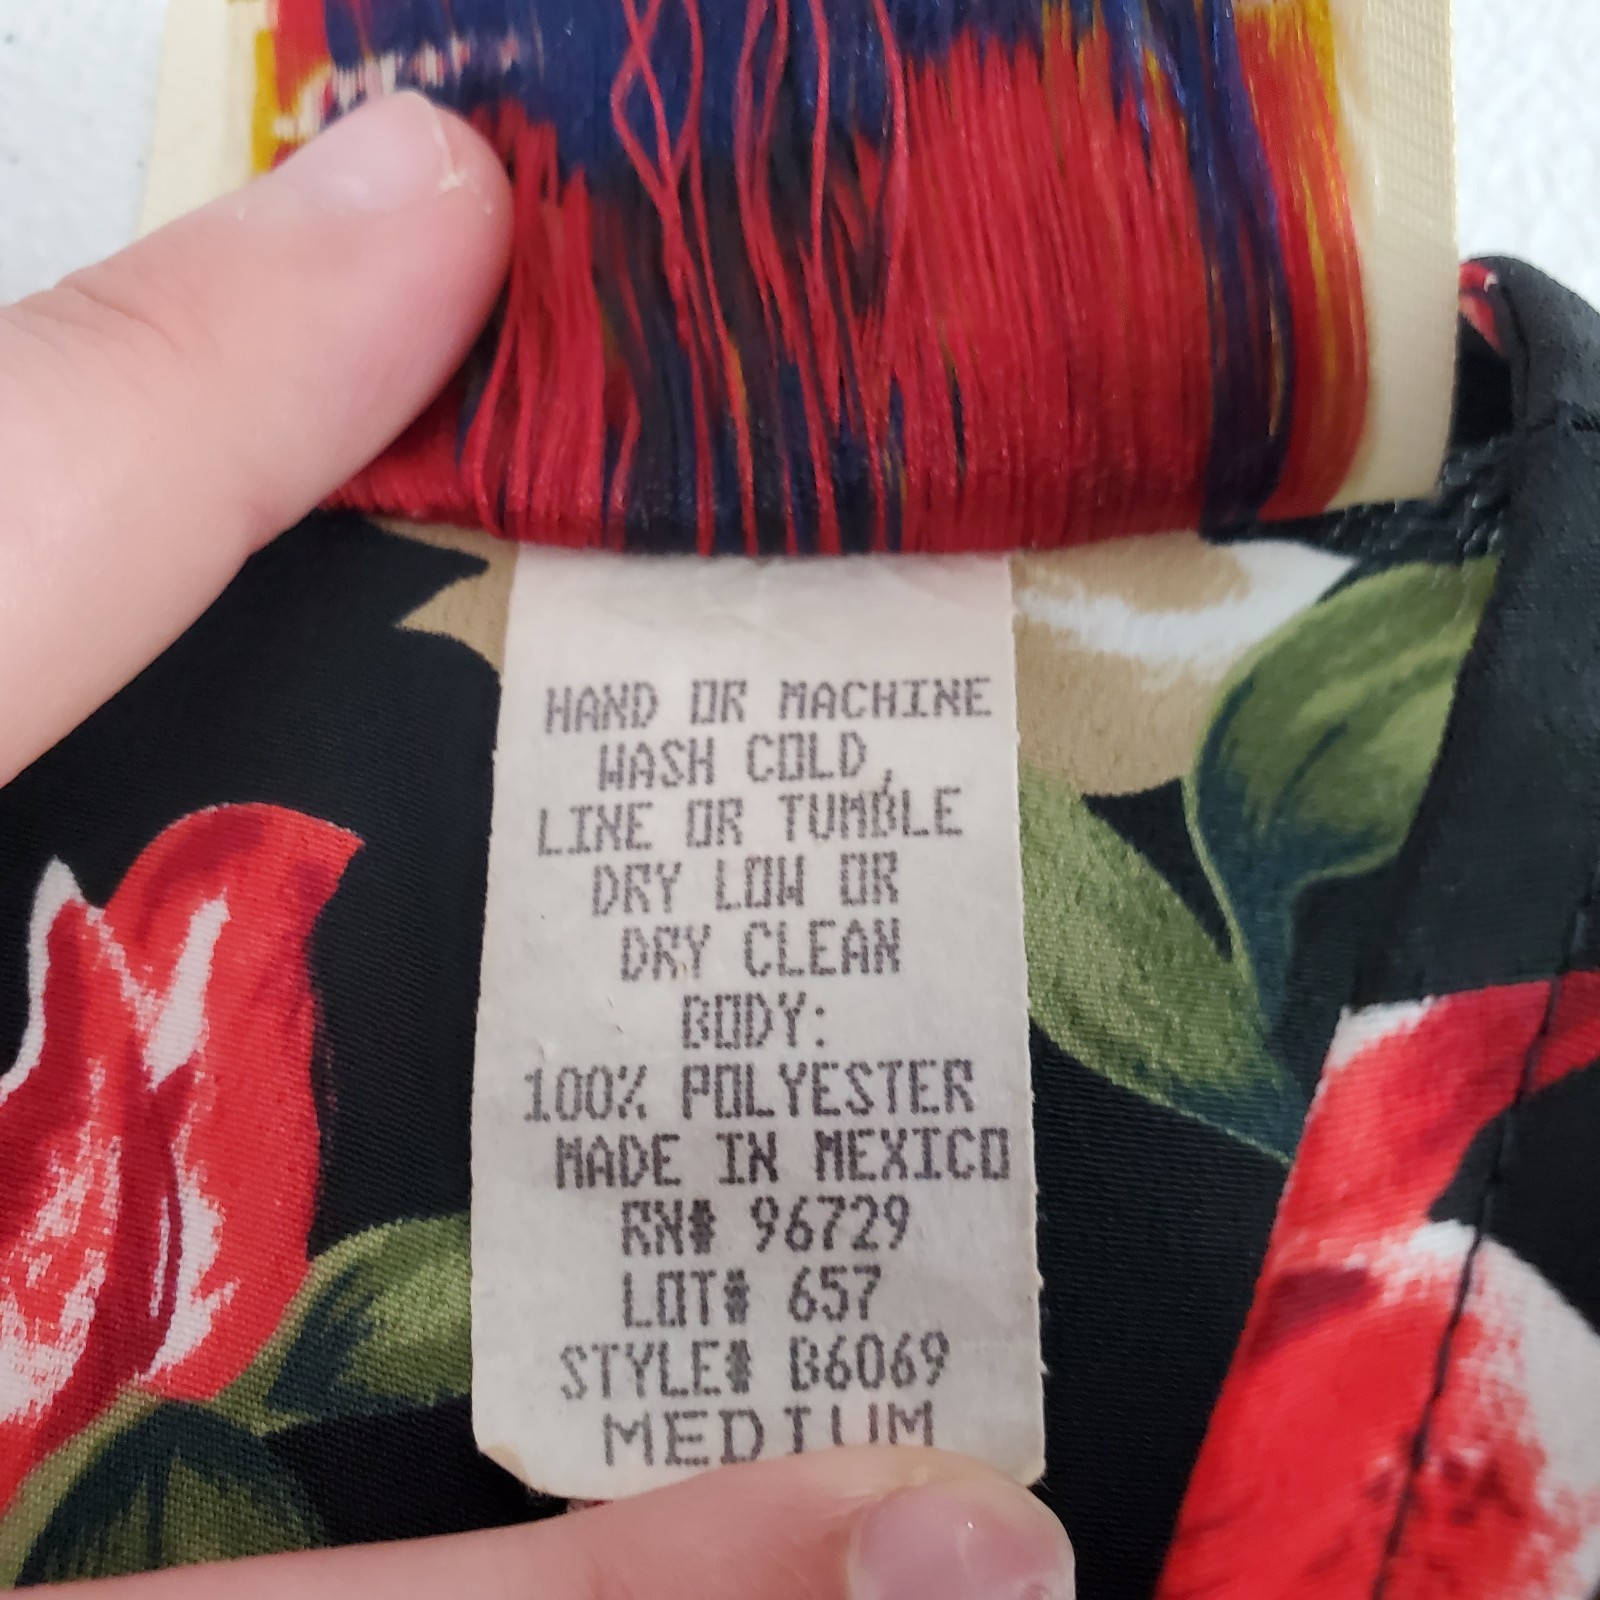 HAND OR MACHINE
WASH COLD,
LINE OR TUMBLE
DRY LOW OR
DRY CLEAN
BODY:
100% POLYESTER
MADE IN MEXICO
RN# 96729
LOT# 657
STYLE# B6069
MEDIUM